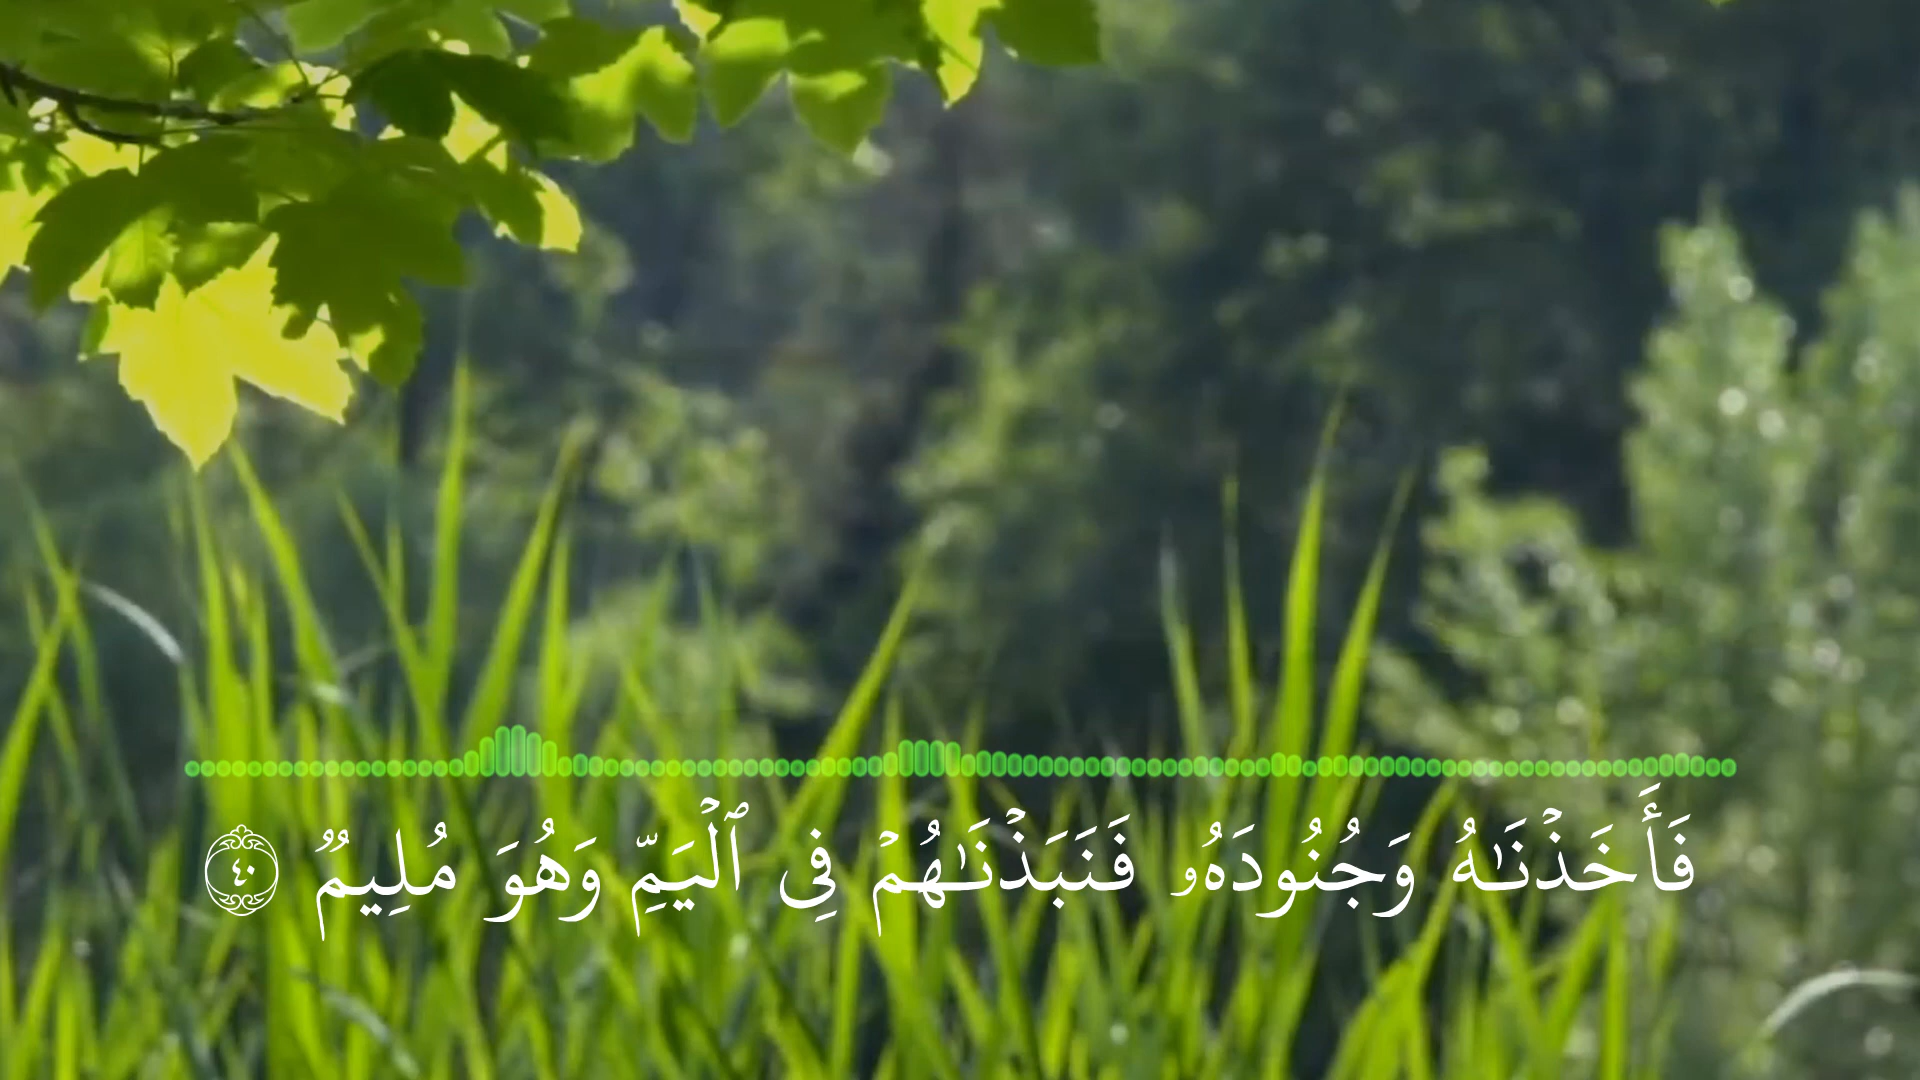 فَأَخَذْنَٰهُ وَجُنُودَهُۥ فَنَبَذْنَٰهُمْ فِى ٱلْيَمِّ وَهُوَ مُلِيمٌ ٤٠